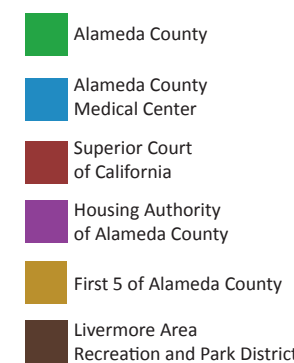 Alameda County
Alameda County
Medical Center
Superior Court
of California
Housing Authority
of Alameda County
First 5 of Alameda County
Livermore Area
Recreation and Park District